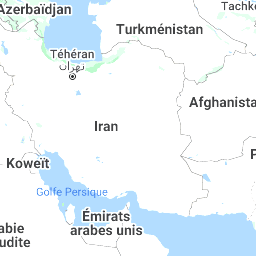 Azerbaïdjan
Tachke
Turkménistan
Téhéran
تهران
Afghanista
Iran
P
Koweït
Golfe Persique
Émirats
arabes unis
abie
udite